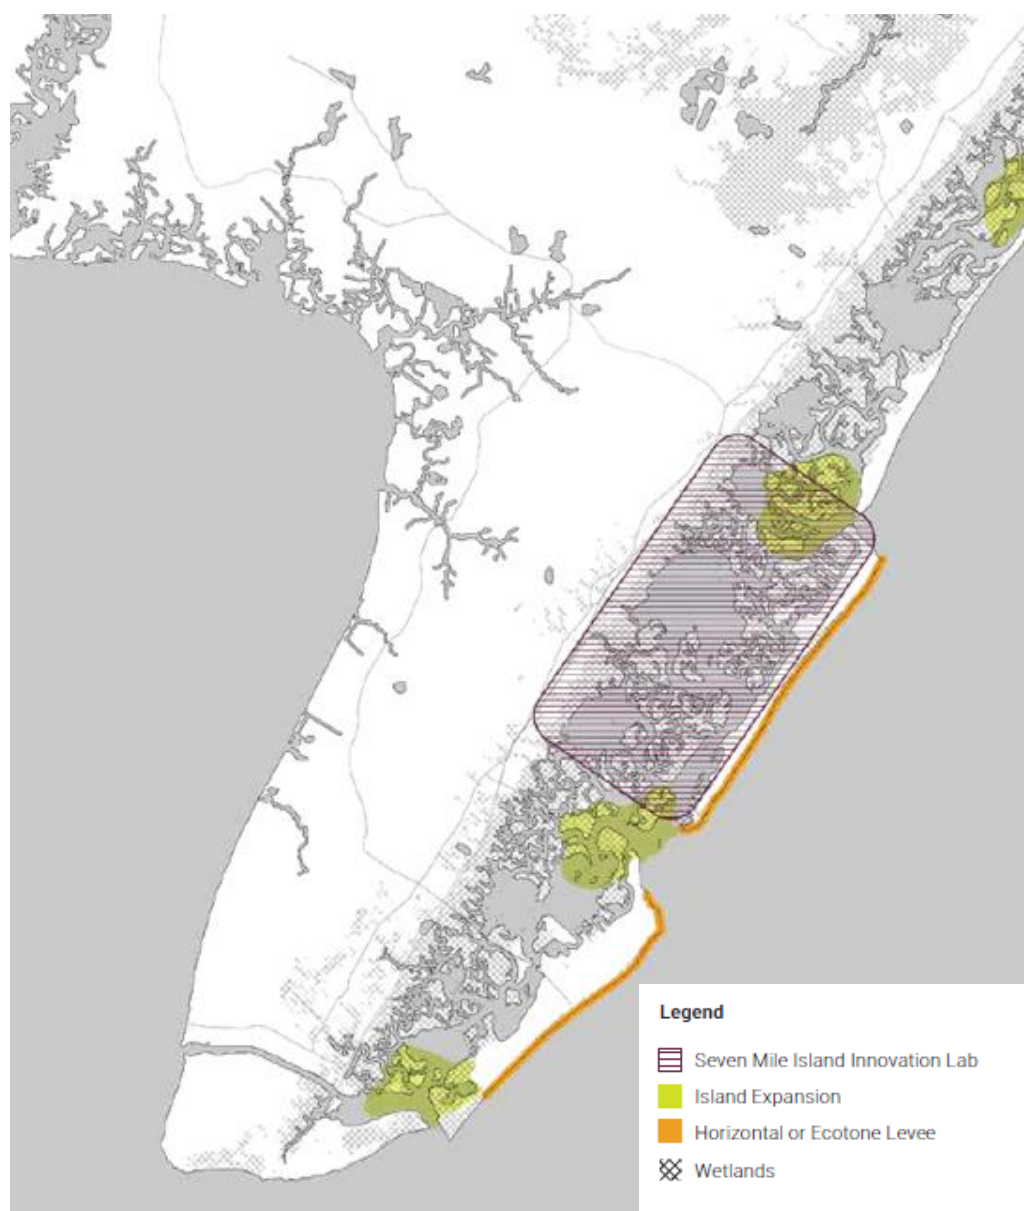 Legend
Seven Mile Island Innovation Lab
Island Expansion
Horizontal or Ecotone Levee
Wetlands